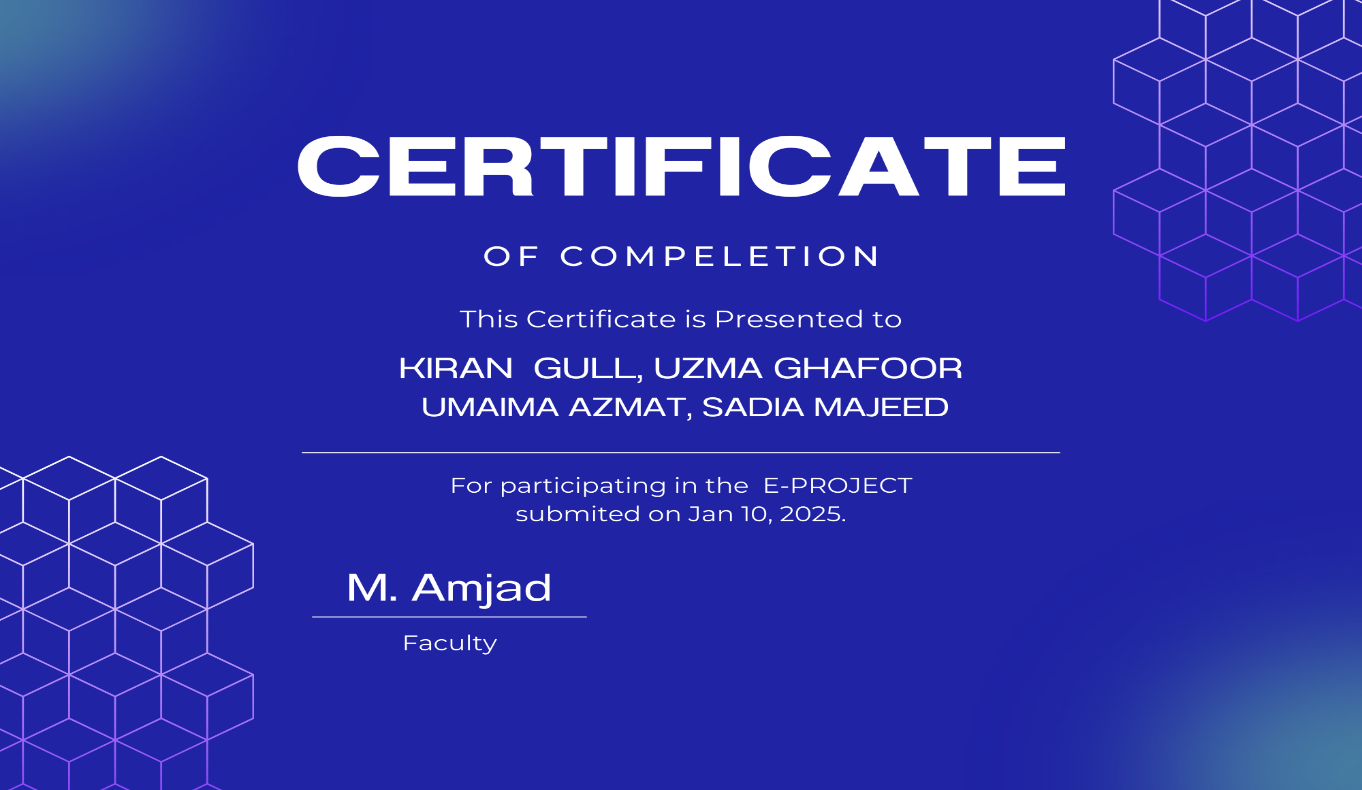 CERTIFICATE
OF COMPELETION
This Certificate is Presented to
KIRAN  GULL, UZMA GHAFOOR
UMAIMA AZMAT, SADIA MAJEED
For participating in the  E-PROJECT
submited on Jan 10, 2025.
M. Amjad
Faculty